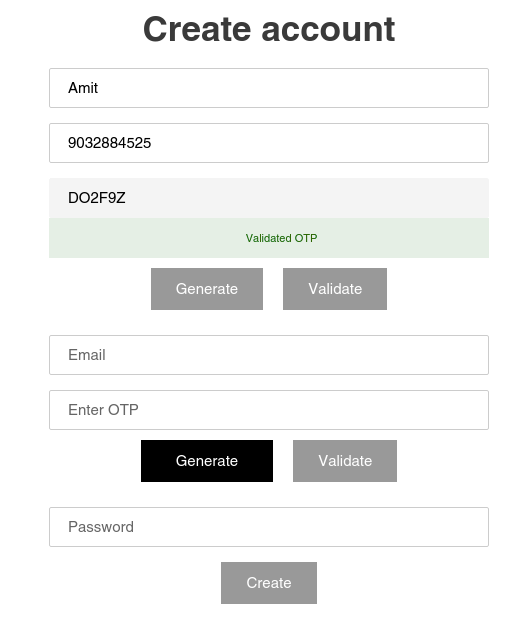 Create account
Amit
9032884525
DO2F9Z
Validated OTP
Generate Validate
Email
Enter OTP
Generate Validate
Password
Create